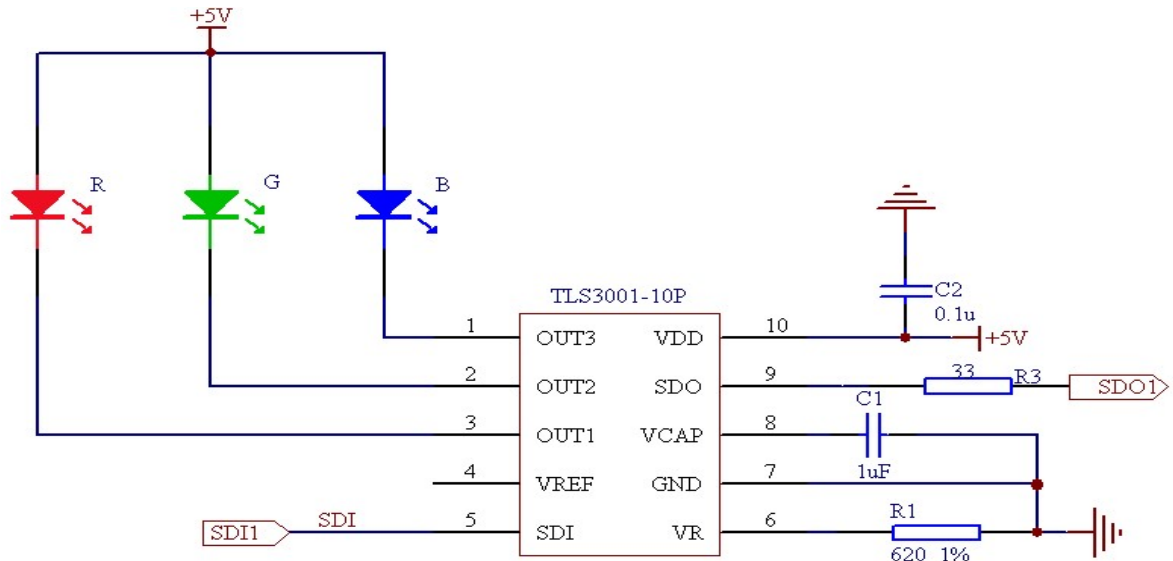 +5V
R
G
B
C2
0.1u
TLS3001-10P
1 OUT3 VDD 10
+5V
2 OUT2 SDO 9
33 R3
SDO1
3 OUT1 VCAP 8
C1
1uF
4 VREF GND 7
SDI1 SDI
5 SDI VR 6
R1
620 1%